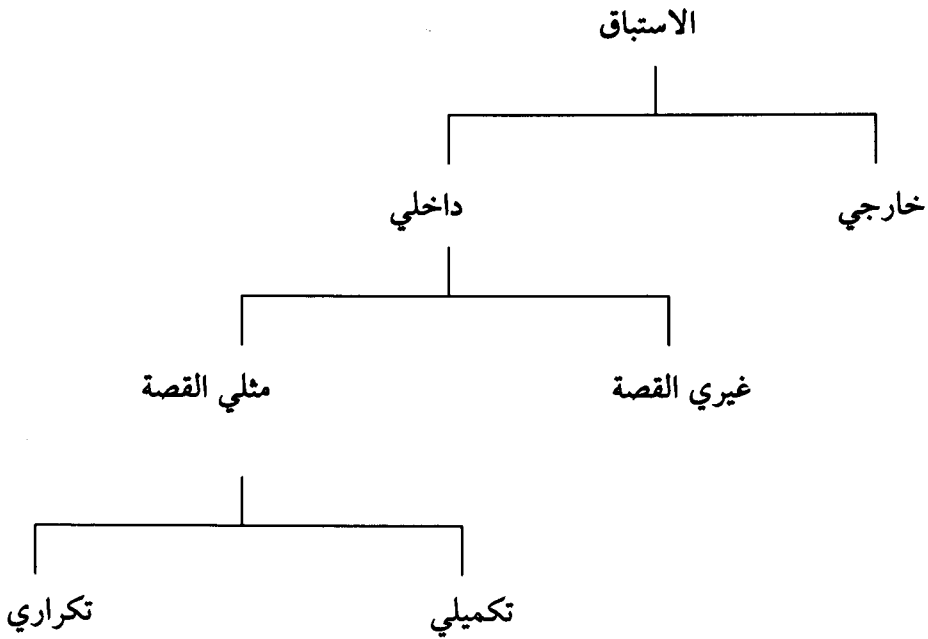 الاستباق
خارجي
داخلي
غيري القصة
مثلي القصة
تكميلي
تكراري